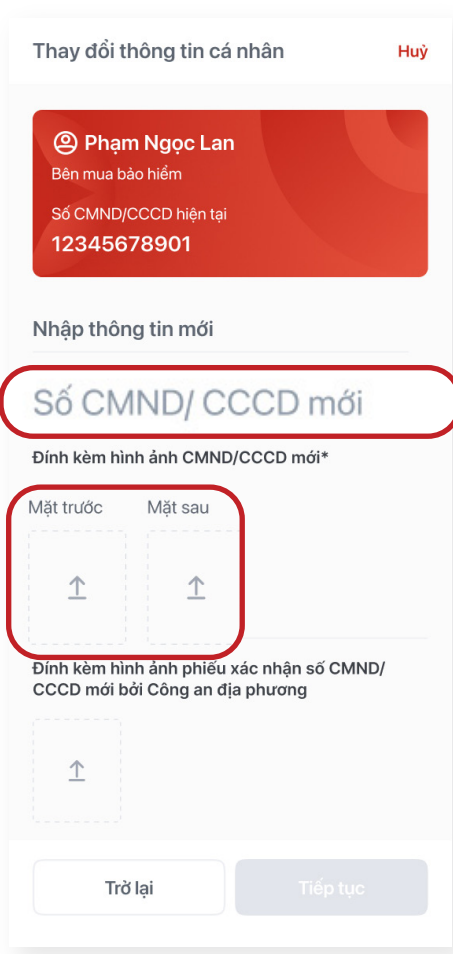 Thay đổi thông tin cá nhân Huỷ
Phạm Ngọc Lan
Bên mua bảo hiểm
Số CMND/CCCD hiện tại
12345678901
Nhập thông tin mới
Số CMND/ CCCD mới
Đính kèm hình ảnh CMND/CCCD mới*
Mặt trước Mặt sau
Đính kèm hình ảnh phiếu xác nhận số CMND/
CCCD mới bởi Công an địa phương
Trở lại Tiếp tục